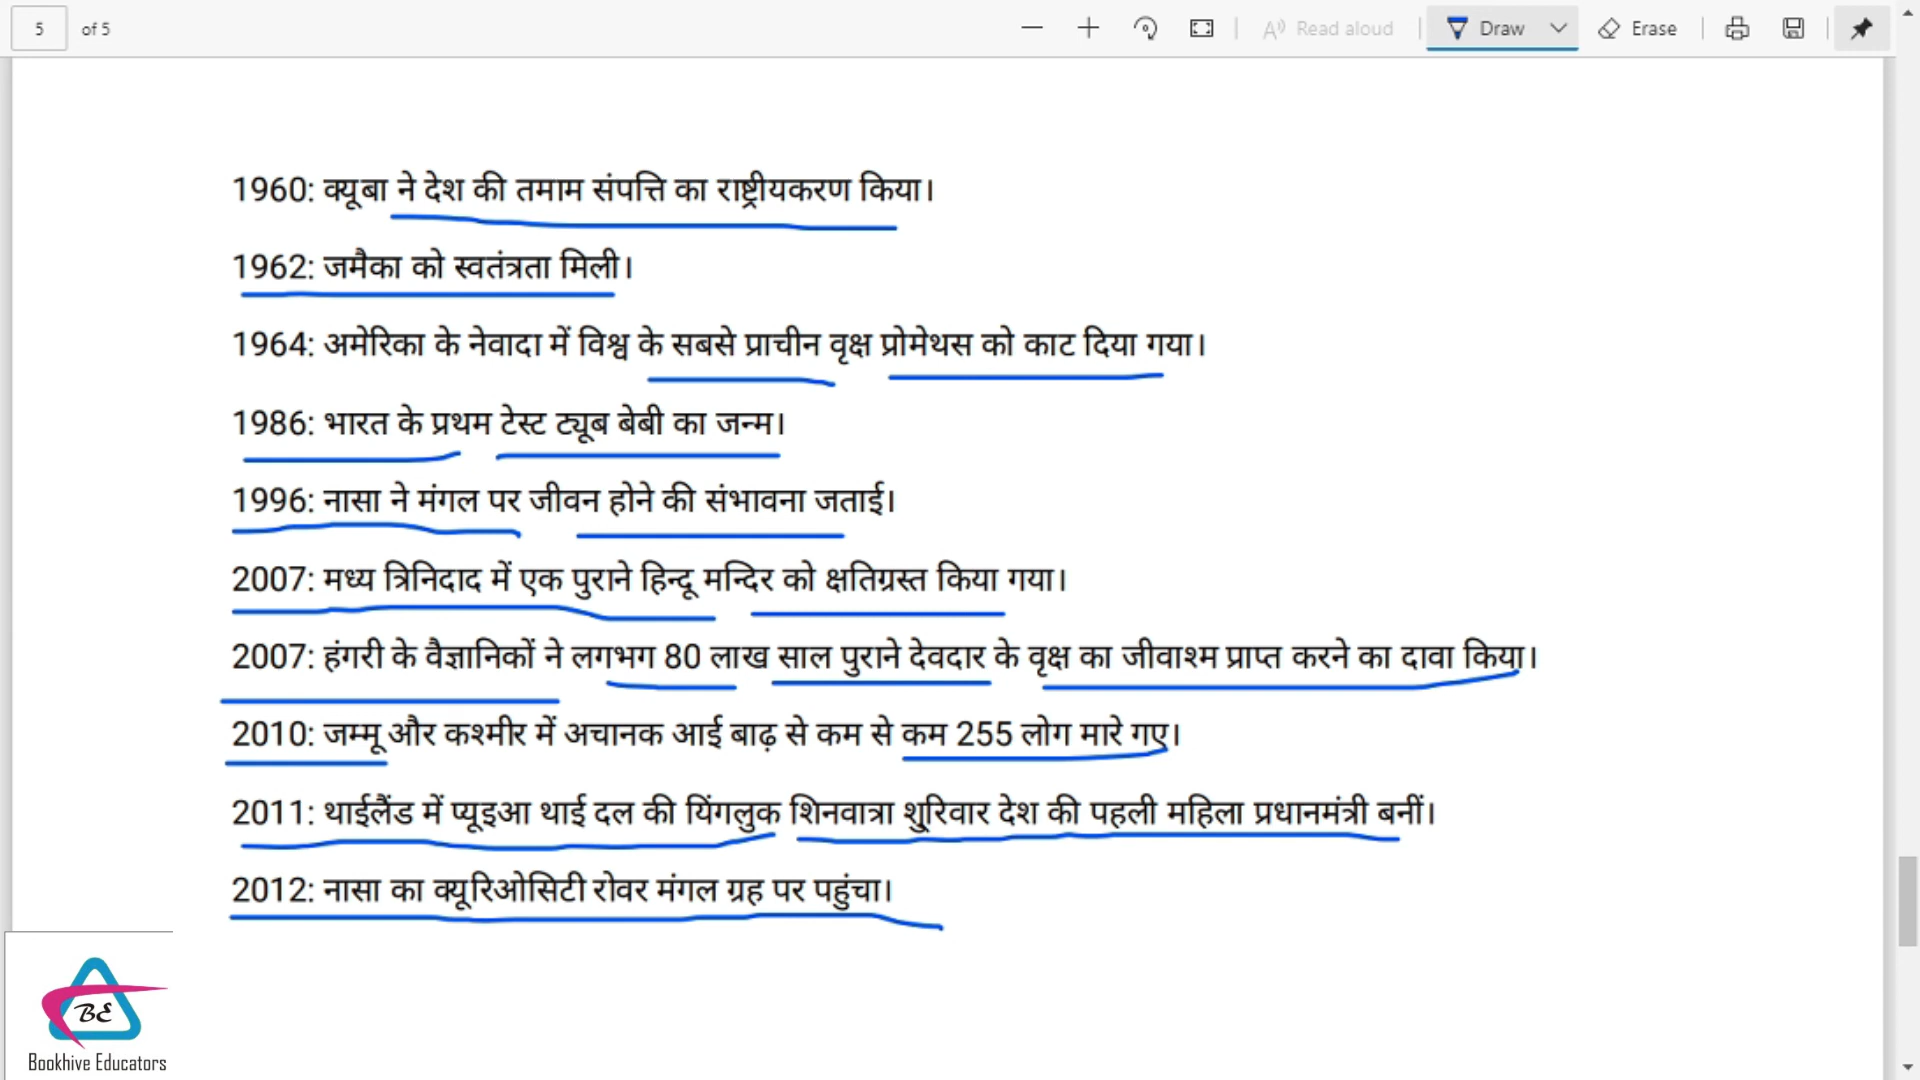 5 of 5 Read aloud Draw Erase
1960: क्यूबा ने देश की तमाम संपत्ति का राष्ट्रीयकरण किया।
1962: जमैका को स्वतंत्रता मिली।
1964: अमेरिका के नेवादा में विश्व के सबसे प्राचीन वृक्ष प्रोमेथस को काट दिया गया।
1986: भारत के प्रथम टेस्ट ट्यूब बेबी का जन्म।
1996: नासा ने मंगल पर जीवन होने की संभावना जताई।
2007: मध्य त्रिनिदाद में एक पुराने हिन्दू मन्दिर को क्षतिग्रस्त किया गया।
2007: हंगरी के वैज्ञानिकों ने लगभग 80 लाख साल पुराने देवदार के वृक्ष का जीवाश्म प्राप्त करने का दावा किया।
2010: जम्मू और कश्मीर में अचानक आई बाढ़ से कम से कम 255 लोग मारे गए।
2011: थाईलैंड में प्यूइआ थाई दल की यिंगलुक शिनवात्रा शुरिवार देश की पहली महिला प्रधानमंत्री बनीं।
2012: नासा का क्यूरिओसिटी रोवर मंगल ग्रह पर पहुंचा।
BE
Bookhive Educators